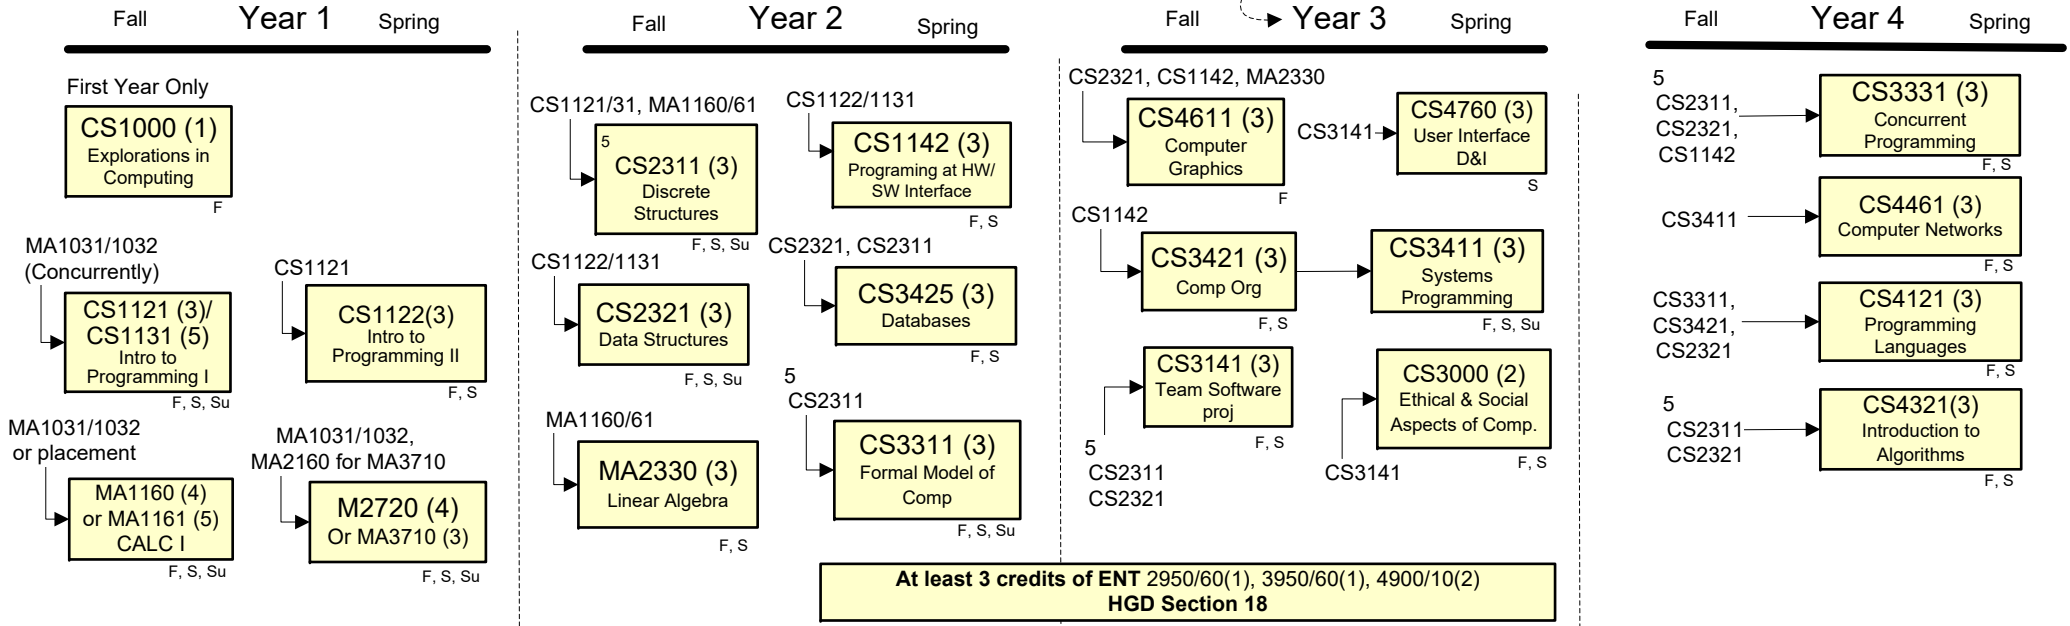 Fall Year 1 Spring
First Year Only
CS1000 (1)
Explorations in
Computing
F
MA1031/1032
(Concurrently)
CS1121 (3)/
CS1131 (5)
Intro to
Programming I
F, S, Su
CS1121
CS1122(3)
Intro to
Programming II
F, S
MA1031/1032
or placement
MA1160 (4)
or MA1161 (5)
CALC I
F, S, Su
MA1031/1032,
MA2160 for MA3710
M2720 (4)
Or MA3710 (3)
F, S, Su
Fall Year 2 Spring
CS1121/31, MA1160/61
5
CS2311 (3)
Discrete
Structures
F, S, Su
CS1122/1131
CS1142 (3)
Programing at HW/
SW Interface
F, S
CS1122/1131
CS2321 (3)
Data Structures
F, S, Su
CS2321, CS2311
CS3425 (3)
Databases
F, S
MA1160/61
MA2330 (3)
Linear Algebra
F, S
5
CS2311
CS3311 (3)
Formal Model of
Comp
F, S, Su
Fall Year 3 Spring
CS2321, CS1142, MA2330
CS4611 (3)
Computer
Graphics
F
CS3141
CS4760 (3)
User Interface
D&I
S
CS1142
CS3421 (3)
Comp Org
F, S
CS3411 (3)
Systems
Programming
F, S, Su
CS3141 (3)
Team Software
proj
F, S
5
CS2311
CS2321
CS3000 (2)
Ethical & Social
Aspects of Comp.
F, S
CS3141
At least 3 credits of ENT 2950/60(1), 3950/60(1), 4900/10(2)
HGD Section 18
Fall Year 4 Spring
5
CS2311,
CS2321,
CS1142
CS3331 (3)
Concurrent
Programming
F, S
CS3411
CS4461 (3)
Computer Networks
F, S
CS3311,
CS3421,
CS2321
CS4121 (3)
Programming
Languages
F, S
5
CS2311
CS2321
CS4321(3)
Introduction to
Algorithms
F, S